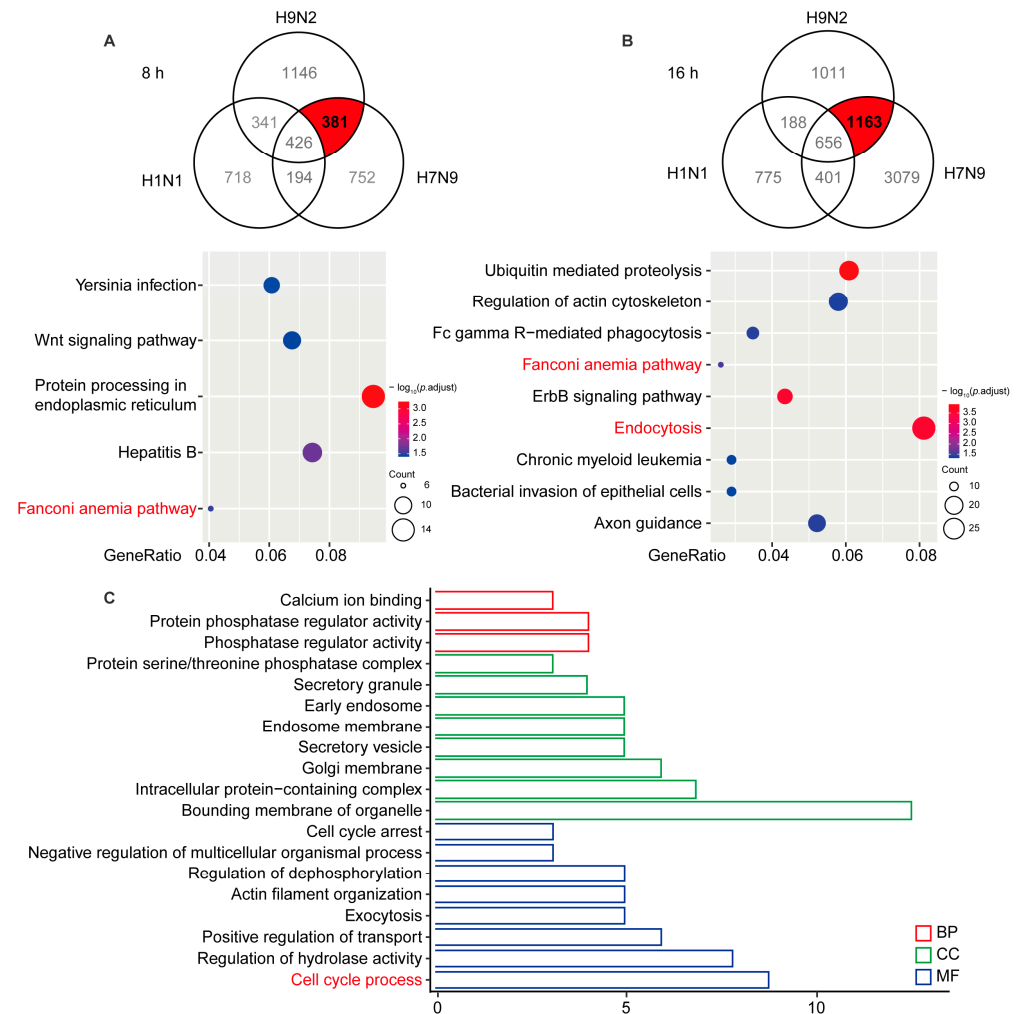 A
H9N2
8 h
1146
341
381
426
H1N1
718
194
752
H7N9
Yersinia infection
Wnt signaling pathway
Protein processing in
endoplasmic reticulum
Hepatitis B
Fanconi anemia pathway
GeneRatio
0.04
0.06
0.08
− log10(p.adjust)
3.0
2.5
2.0
1.5
Count
6
10
14
B
H9N2
16 h
1011
188
1163
656
H1N1
775
401
3079
H7N9
Ubiquitin mediated proteolysis
Regulation of actin cytoskeleton
Fc gamma R−mediated phagocytosis
Fanconi anemia pathway
ErbB signaling pathway
Endocytosis
Chronic myeloid leukemia
Bacterial invasion of epithelial cells
Axon guidance
GeneRatio
0.04
0.06
0.08
− log10(p.adjust)
3.5
3.0
2.5
2.0
1.5
Count
10
20
25
C
Calcium ion binding
Protein phosphatase regulator activity
Phosphatase regulator activity
Protein serine/threonine phosphatase complex
Secretory granule
Early endosome
Endosome membrane
Secretory vesicle
Golgi membrane
Intracellular protein−containing complex
Bounding membrane of organelle
Cell cycle arrest
Negative regulation of multicellular organismal process
Regulation of dephosphorylation
Actin filament organization
Exocytosis
Positive regulation of transport
Regulation of hydrolase activity
Cell cycle process
0
5
10
BP
CC
MF